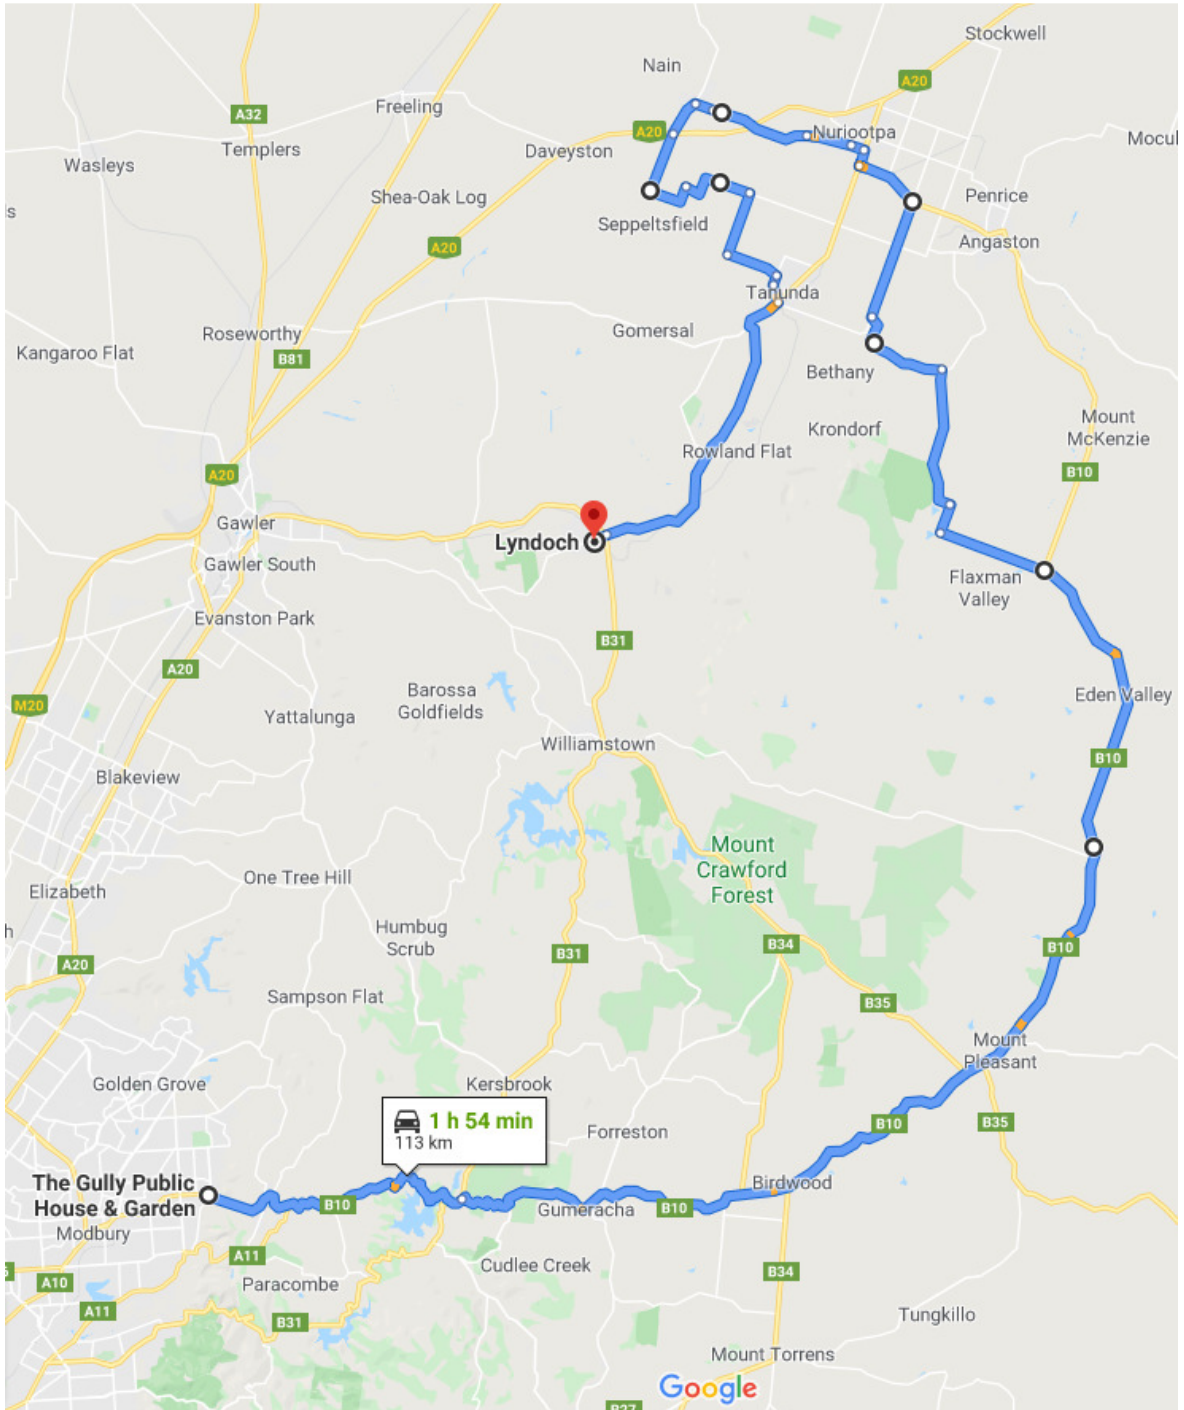 Stockwell
Nain
A20
Freeling
A32
Templers
A20
Nuriootpa
Mocul
Daveyston
Wasleys
Shea-Oak Log
Penrice
s
Seppeltsfield
Angaston
A20
Tanunda
Roseworthy
Gomersal
Kangaroo Flat
B81
Bethany
Mount
McKenzie
Krondorf
Rowland Flat
B10
A20
Gawler
Lyndoch
Gawler South
Flaxman
Valley
Evanston Park
B31
A20
Barossa
Goldfields
Eden Valley
M20
Yattalunga
Williamstown
B10
Blakeview
Mount
Crawford
Forest
One Tree Hill
Elizabeth
Humbug
Scrub
h
B34
B10
B31
A20
Sampson Flat
B35
Mount
Pleasant
Golden Grove
Kersbrook
1 h 54 min
113 km
B10
B35
Forreston
The Gully Public
House & Garden
Birdwood
B10
Gumeracha
B10
Modbury
A11
Cudlee Creek
B34
A10
Paracombe
A11
B31
Tungkillo
Mount Torrens
Google